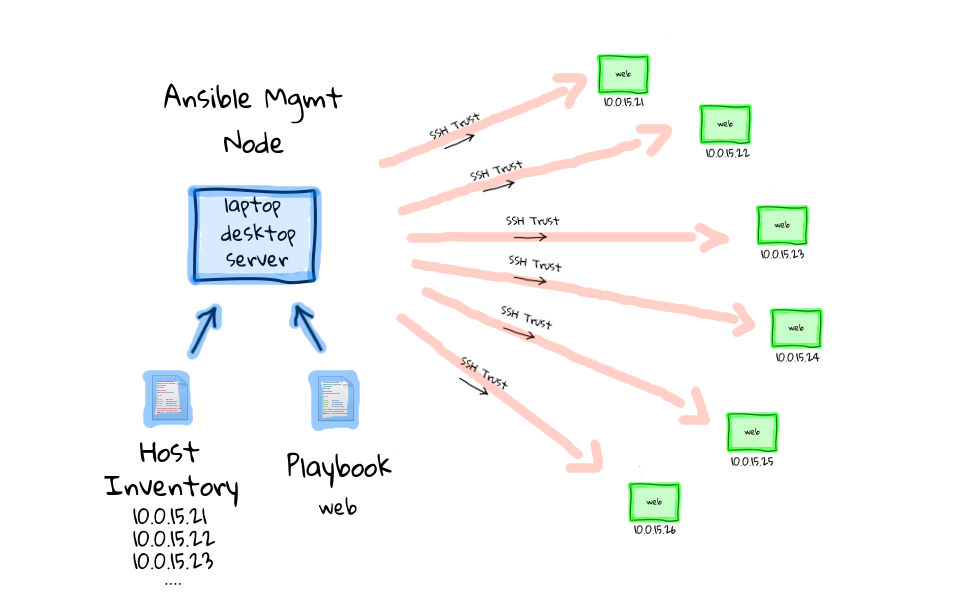 Ansible Mgmt
Node
laptop
desktop
server
Host
Inventory
10.0.15.21
10.0.15.22
10.0.15.23
....
Playbook
web
SSH Trust
SSH Trust
SSH Trust
SSH Trust
SSH Trust
SSH Trust
web
10.0.15.21
web
10.0.15.22
web
10.0.15.23
web
10.0.15.24
web
10.0.15.25
web
10.0.15.26